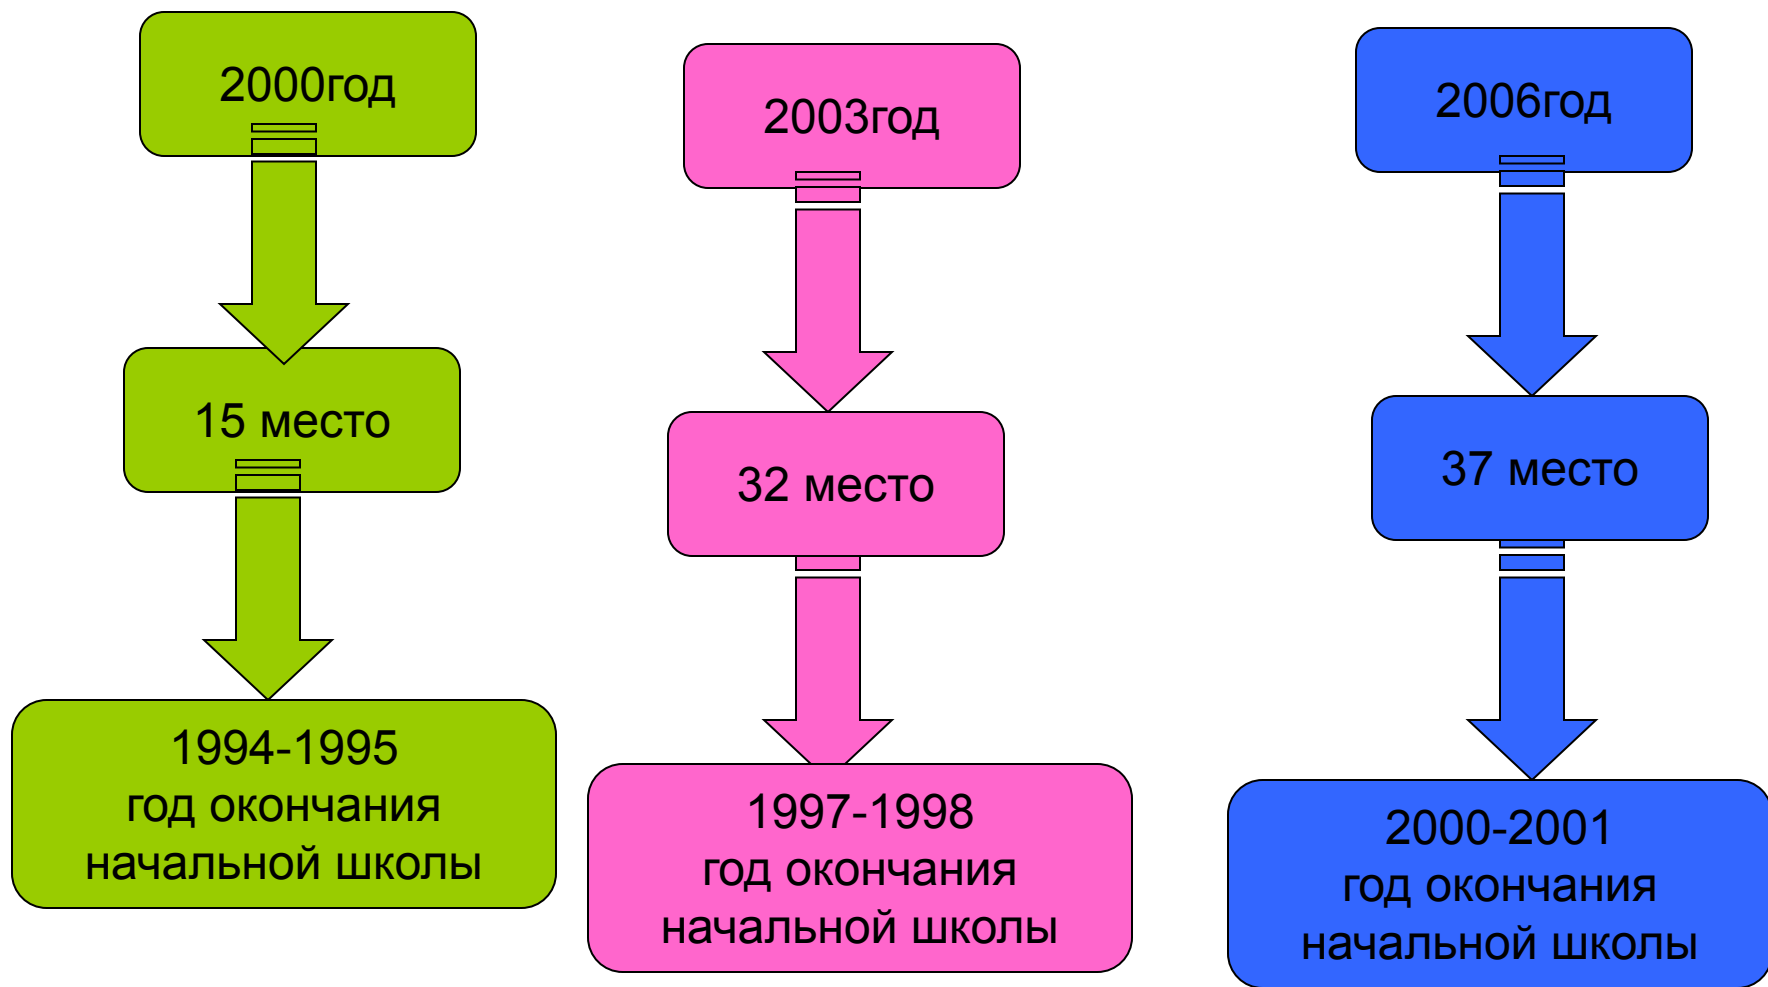 2000год
15 место
1994-1995
год окончания
начальной школы
2003год
32 место
1997-1998
год окончания
начальной школы
2006год
37 место
2000-2001
год окончания
начальной школы